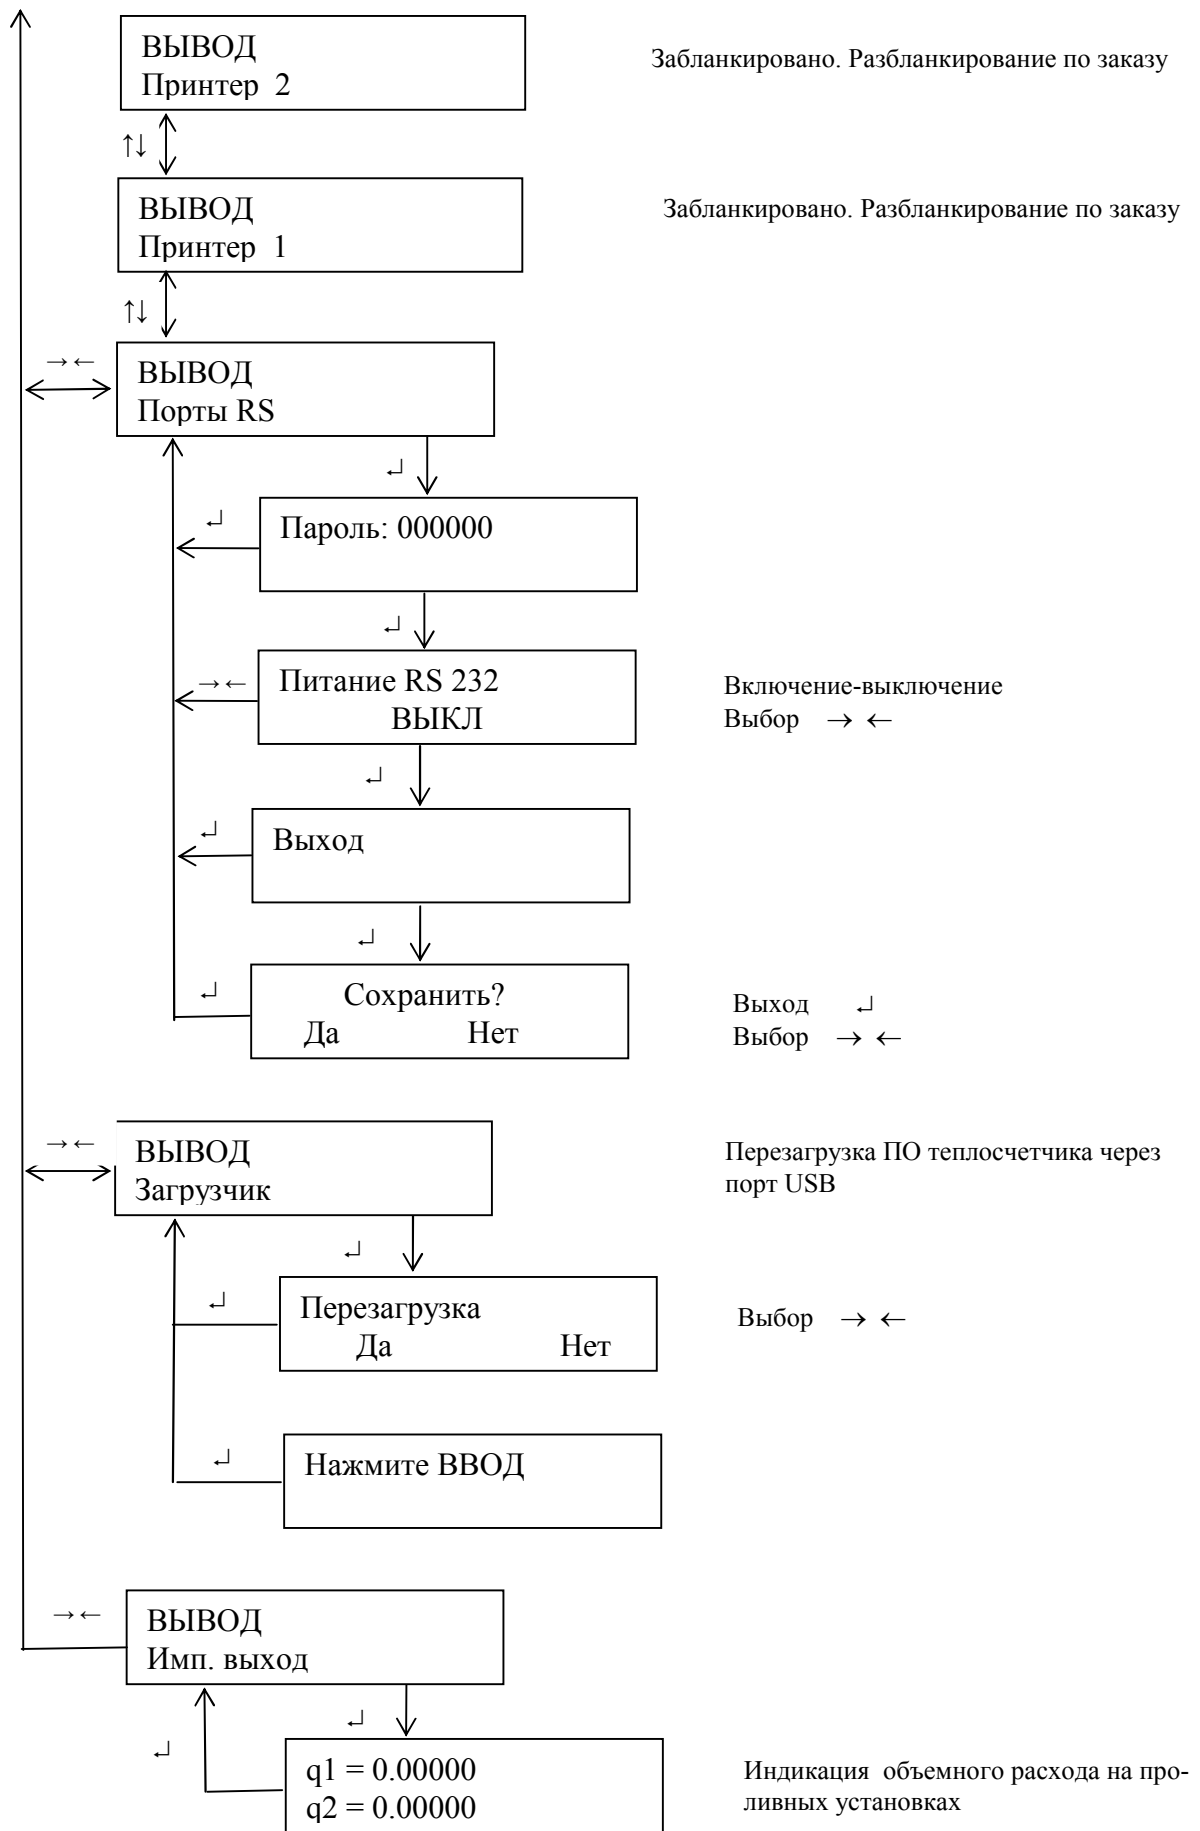 ВЫВОД
Принтер 2
Забланкировано. Разбланкирование по заказу
↑↓
ВЫВОД
Принтер 1
Забланкировано. Разбланкирование по заказу
↑↓
→←
ВЫВОД
Порты RS
↵
↵
Пароль: 000000
↵
→←
Питание RS 232
ВЫКЛ
Включение-выключение
Выбор → ←
↵
↵
Выход
↵
↵
Сохранить?
Да Нет
Выход ↵
Выбор → ←
→←
ВЫВОД
Загрузчик
Перезагрузка ПО теплосчетчика через
порт USB
↵
↵
Перезагрузка
Да Нет
Выбор → ←
↵
Нажмите ВВОД
→←
ВЫВОД
Имп. выход
↵
↵
q1 = 0.00000
q2 = 0.00000
Индикация объемного расхода на про-
ливных установках